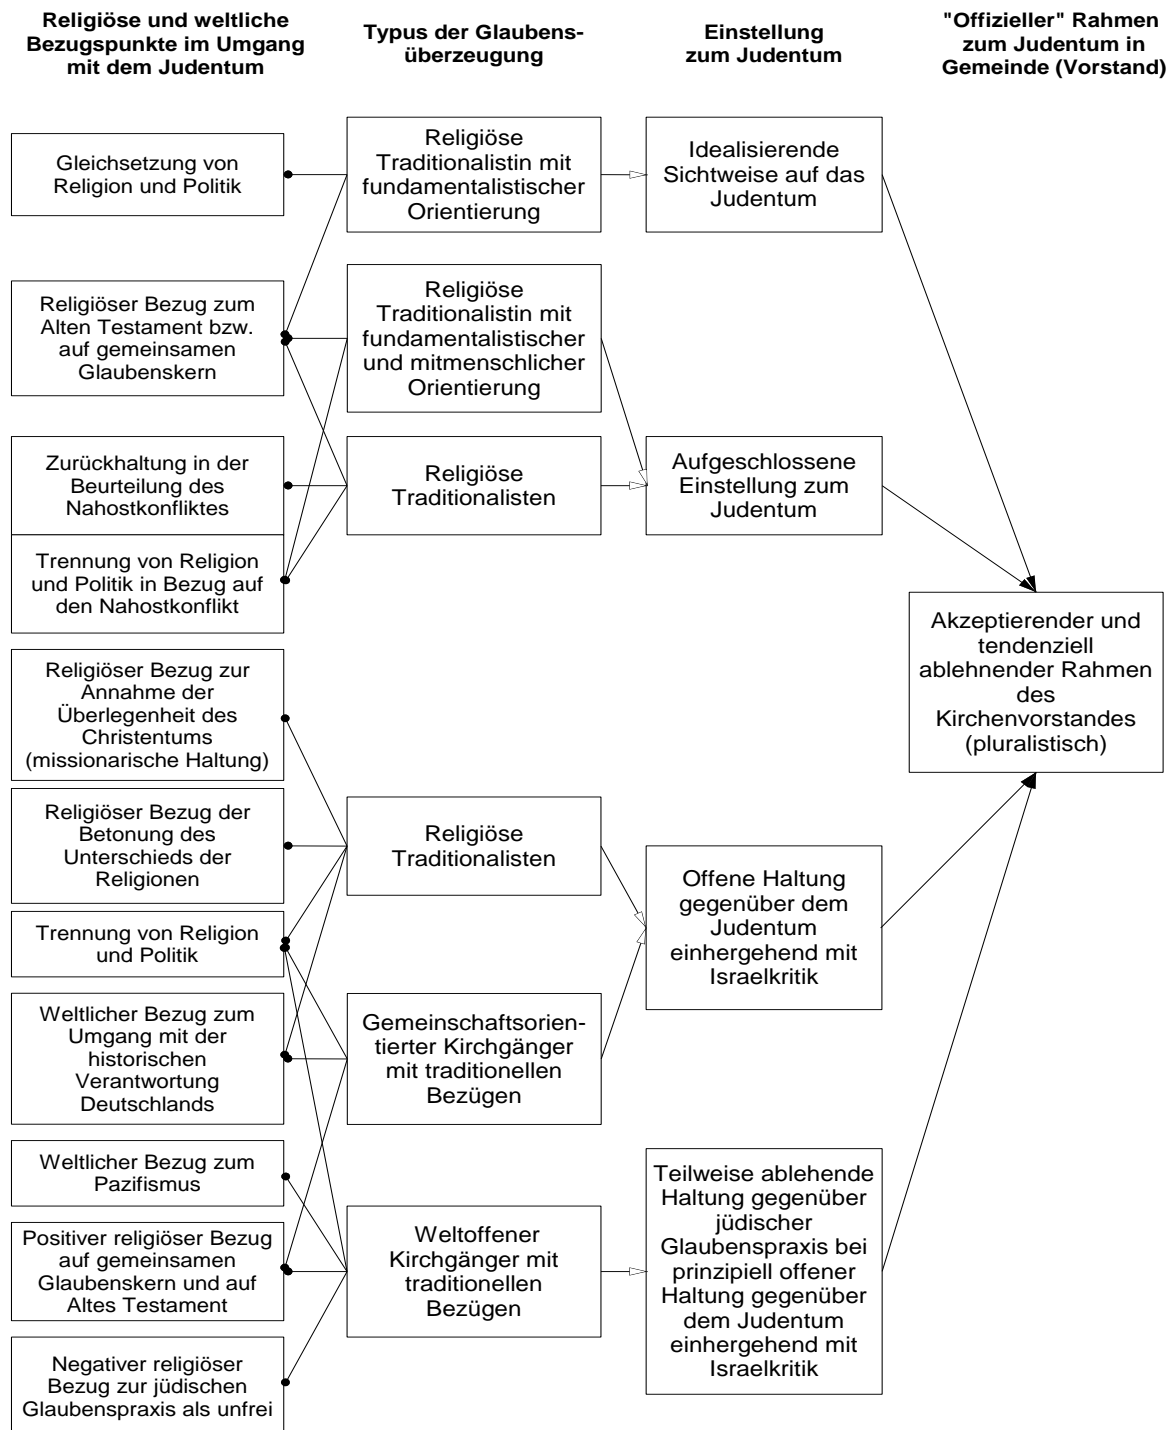 Religiöse und weltliche
Bezugspunkte im Umgang
mit dem Judentum
Typus der Glaubens-
überzeugung
Einstellung
zum Judentum
"Offizieller" Rahmen
zum Judentum in
Gemeinde (Vorstand)
Gleichsetzung von
Religion und Politik
Religiöser Bezug zum
Alten Testament bzw.
auf gemeinsamen
Glaubenskern
Zurückhaltung in der
Beurteilung des
Nahostkonfliktes
Trennung von Religion
und Politik in Bezug auf
den Nahostkonflikt
Religiöser Bezug zur
Annahme der
Überlegenheit des
Christentums
(missionarische Haltung)
Religiöser Bezug der
Betonung des
Unterschieds der
Religionen
Trennung von Religion
und Politik
Weltlicher Bezug zum
Umgang mit der
historischen
Verantwortung
Deutschlands
Weltlicher Bezug zum
Pazifismus
Positiver religiöser Bezug
auf gemeinsamen
Glaubenskern und auf
Altes Testament
Negativer religiöser
Bezug zur jüdischen
Glaubenspraxis als unfrei
Religiöse
Traditionalistin mit
fundamentalistischer
Orientierung
Religiöse
Traditionalistin mit
fundamentalistischer
und mitmenschlicher
Orientierung
Religiöse
Traditionalisten
Religiöse
Traditionalisten
Gemeinschaftsorien-
tierter Kirchgänger
mit traditionellen
Bezügen
Weltoffener
Kirchgänger mit
traditionellen
Bezügen
Idealisierende
Sichtweise auf das
Judentum
Aufgeschlossene
Einstellung zum
Judentum
Offene Haltung
gegenüber dem
Judentum
einhergehend mit
Israelkritik
Teilweise ablehende
Haltung gegenüber
jüdischer
Glaubenspraxis bei
prinzipiell offener
Haltung gegenüber
dem Judentum
einhergehend mit
Israelkritik
Akzeptierender und
tendenziell
ablehnender Rahmen
des
Kirchenvorstandes
(pluralistisch)